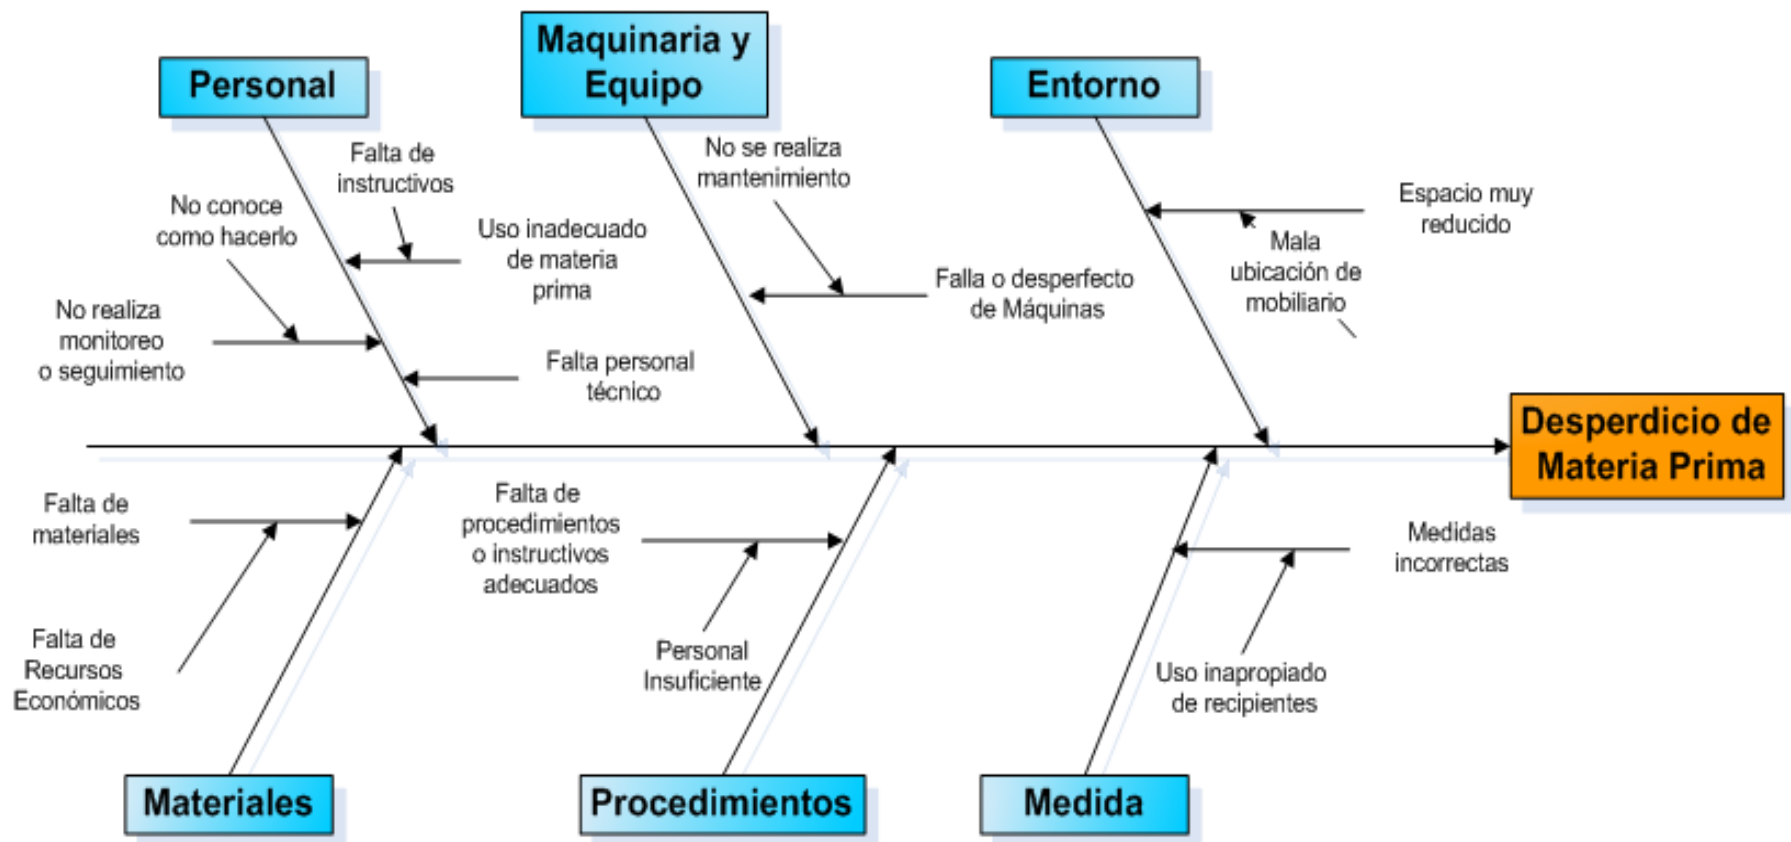 Personal
Maquinaria y
Equipo
Entorno
Falta de
instructivos
No conoce
como hacerlo
Uso inadecuado
de materia
prima
No realiza
monitoreo
o seguimiento
Falta personal
técnico
No se realiza
mantenimiento
Falla o desperfecto
de Máquinas
Espacio muy
reducido
Mala
ubicación de
mobiliario
Desperdicio de
Materia Prima
Falta de
materiales
Falta de
Recursos
Económicos
Falta de
procedimientos
o instructivos
adecuados
Personal
Insuficiente
Medidas
incorrectas
Uso inapropiado
de recipientes
Materiales
Procedimientos
Medida